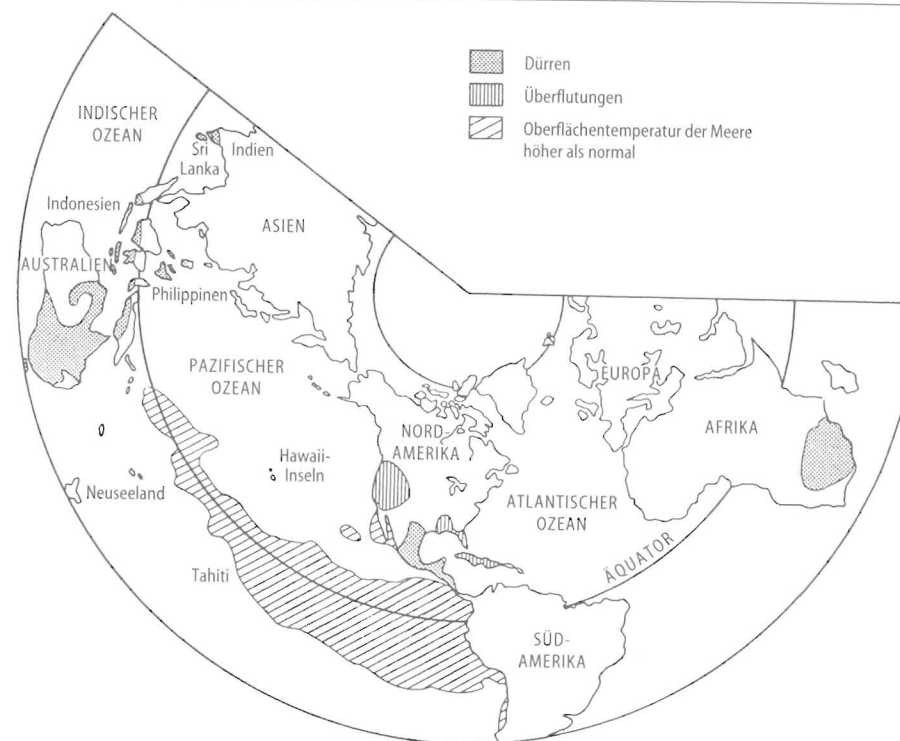 Dürren
Überflutungen
Oberflächentemperatur der Meere
höher als normal
INDISCHER
OZEAN
Sri
Lanka
Indien
Indonesien
ASIEN
AUSTRALIEN
Philippinen
PAZIFISCHER
OZEAN
EUROPA
NORD-
AMERIKA
AFRIKA
Hawaii-
Inseln
Neuseeland
ATLANTISCHER
OZEAN
ÄQUATOR
Tahiti
SÜD-
AMERIKA